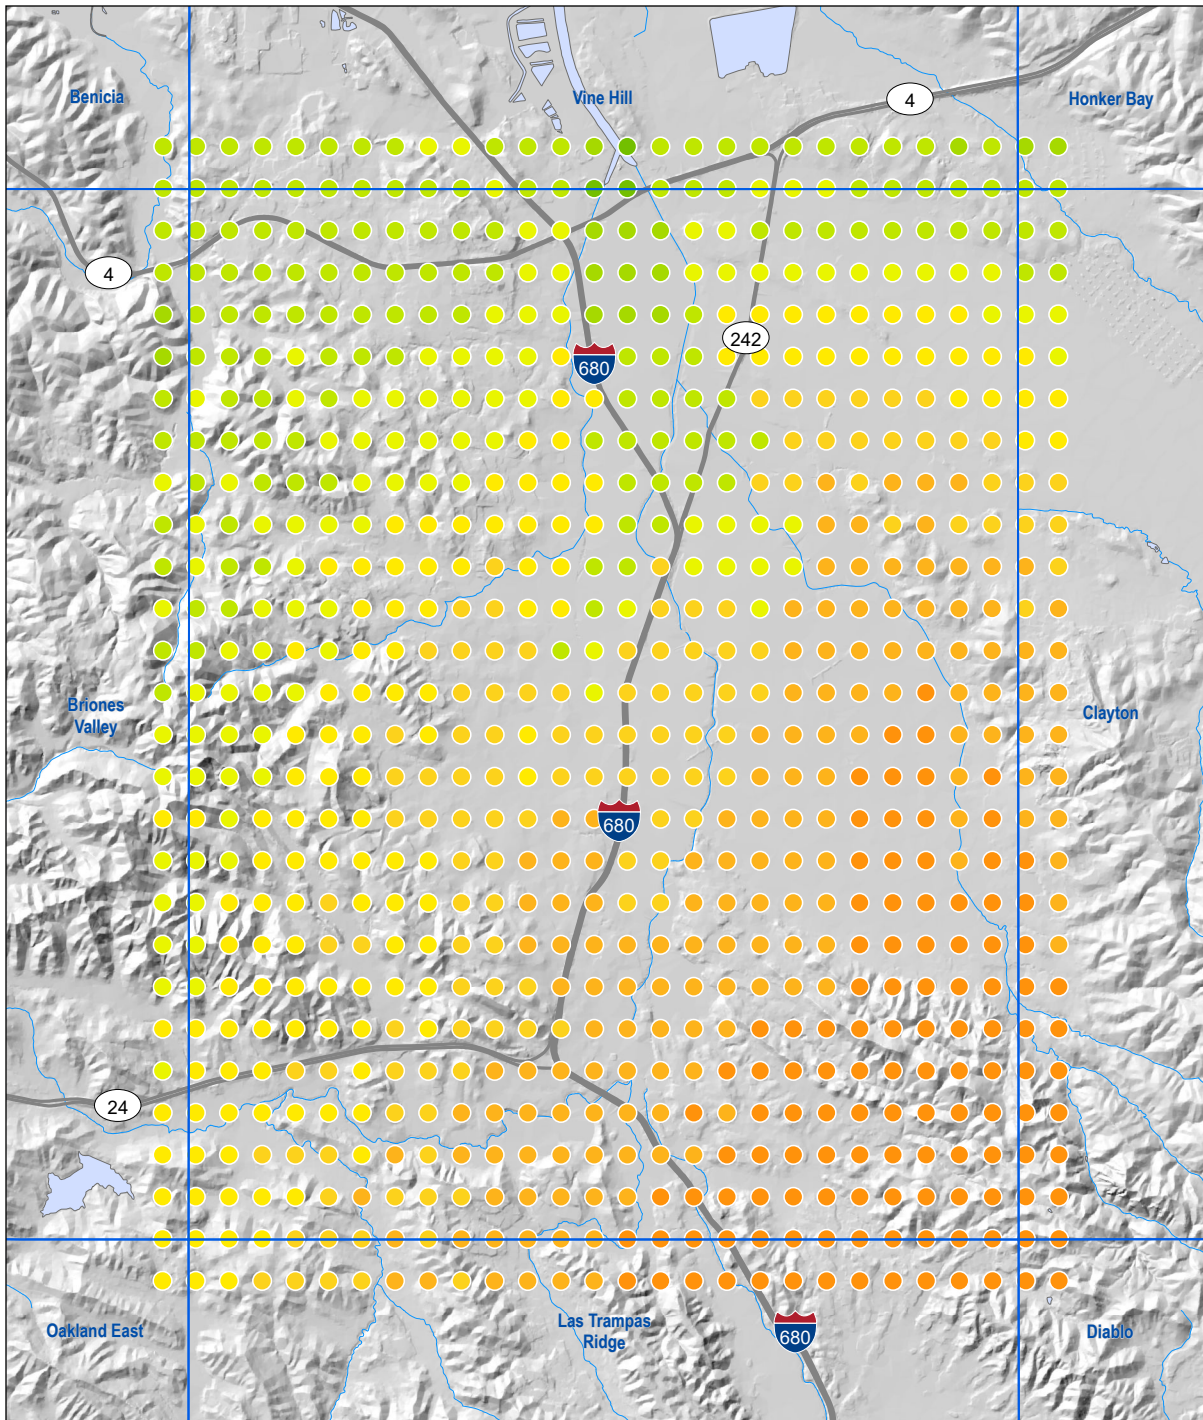 Benicia
Vine Hill
4
Honker Bay
4
242
680
Briones
Valley
Clayton
680
24
Oakland East
Las Trampas
Ridge
680
Diablo